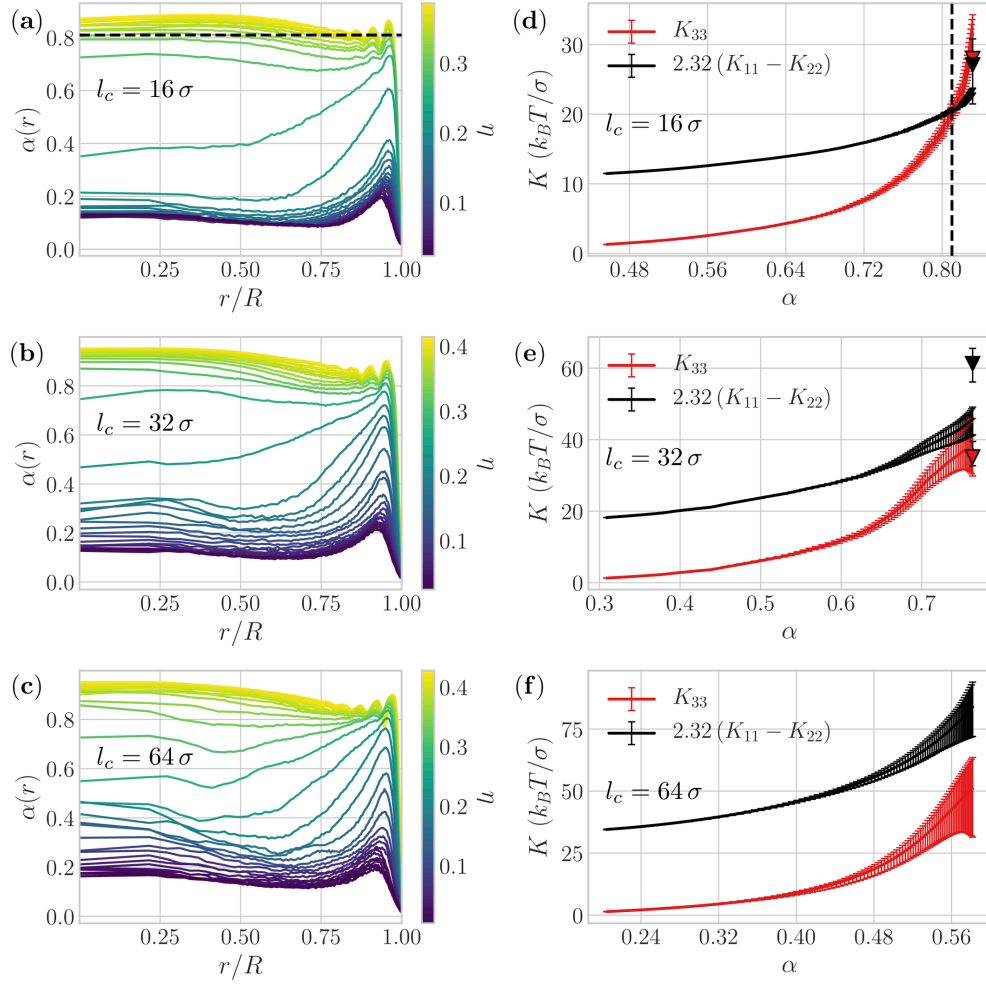 (a)
α(r)
0.8
0.6
0.4
0.2
0.0
l_c = 16 σ
0.25 0.50 0.75 1.00
r/R
0.3
0.2
0.1
η
(d)
K (k_BT/σ)
30
20
10
0
K_33
2.32 (K_11 − K_22)
l_c = 16 σ
0.48 0.56 0.64 0.72 0.80
α
(b)
α(r)
0.8
0.6
0.4
0.2
0.0
l_c = 32 σ
0.25 0.50 0.75 1.00
r/R
0.4
0.3
0.2
0.1
η
(e)
K (k_BT/σ)
60
40
20
0
K_33
2.32 (K_11 − K_22)
l_c = 32 σ
0.3 0.4 0.5 0.6 0.7
α
(c)
α(r)
0.8
0.6
0.4
0.2
0.0
l_c = 64 σ
0.25 0.50 0.75 1.00
r/R
0.4
0.3
0.2
0.1
η
(f)
K (k_BT/σ)
75
50
25
0
K_33
2.32 (K_11 − K_22)
l_c = 64 σ
0.24 0.32 0.40 0.48 0.56
α